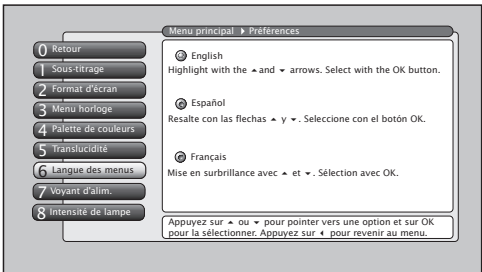 Menu principal ▶ Préférences
0 Retour
1 Sous-titrage
2 Format d'écran
3 Menu horloge
4 Palette de couleurs
5 Translucidité
6 Langue des menus
7 Voyant d'alim.
8 Intensité de lampe
English
Highlight with the ▲ and ▼ arrows. Select with the OK button.
Español
Resalte con las flechas ▲ y ▼. Seleccione con el botón OK.
Français
Mise en surbrillance avec ▲ et ▼. Sélection avec OK.
Appuyez sur ▲ ou ▼ pour pointer vers une option et sur OK
pour la sélectionner. Appuyez sur ◀ pour revenir au menu.